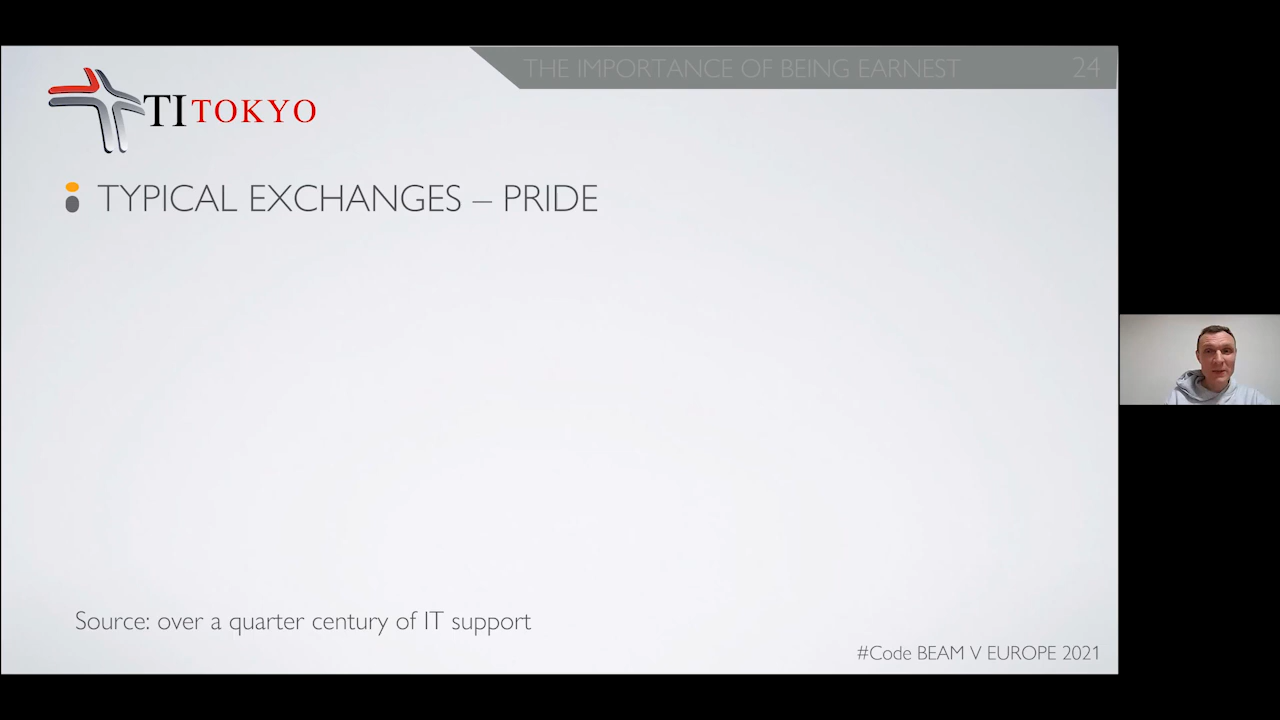 THE IMPORTANCE OF BEING EARNEST 24
TI TOKYO
TYPICAL EXCHANGES – PRIDE
Source: over a quarter century of IT support
#Code BEAM V EUROPE 2021